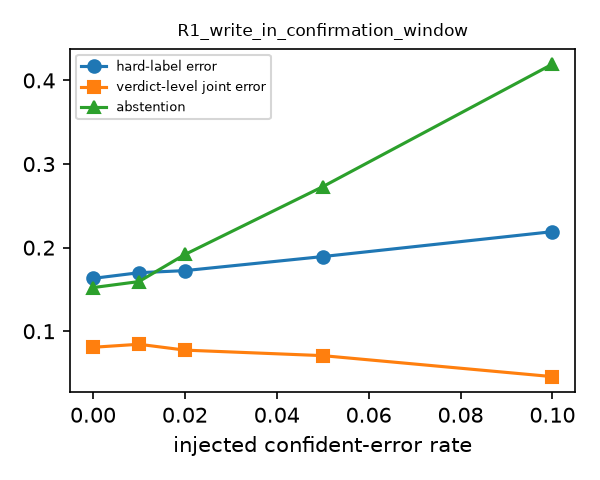 R1_write_in_confirmation_window
hard-label error
verdict-level joint error
abstention
0.4
0.3
0.2
0.1
0.00 0.02 0.04 0.06 0.08 0.10
injected confident-error rate